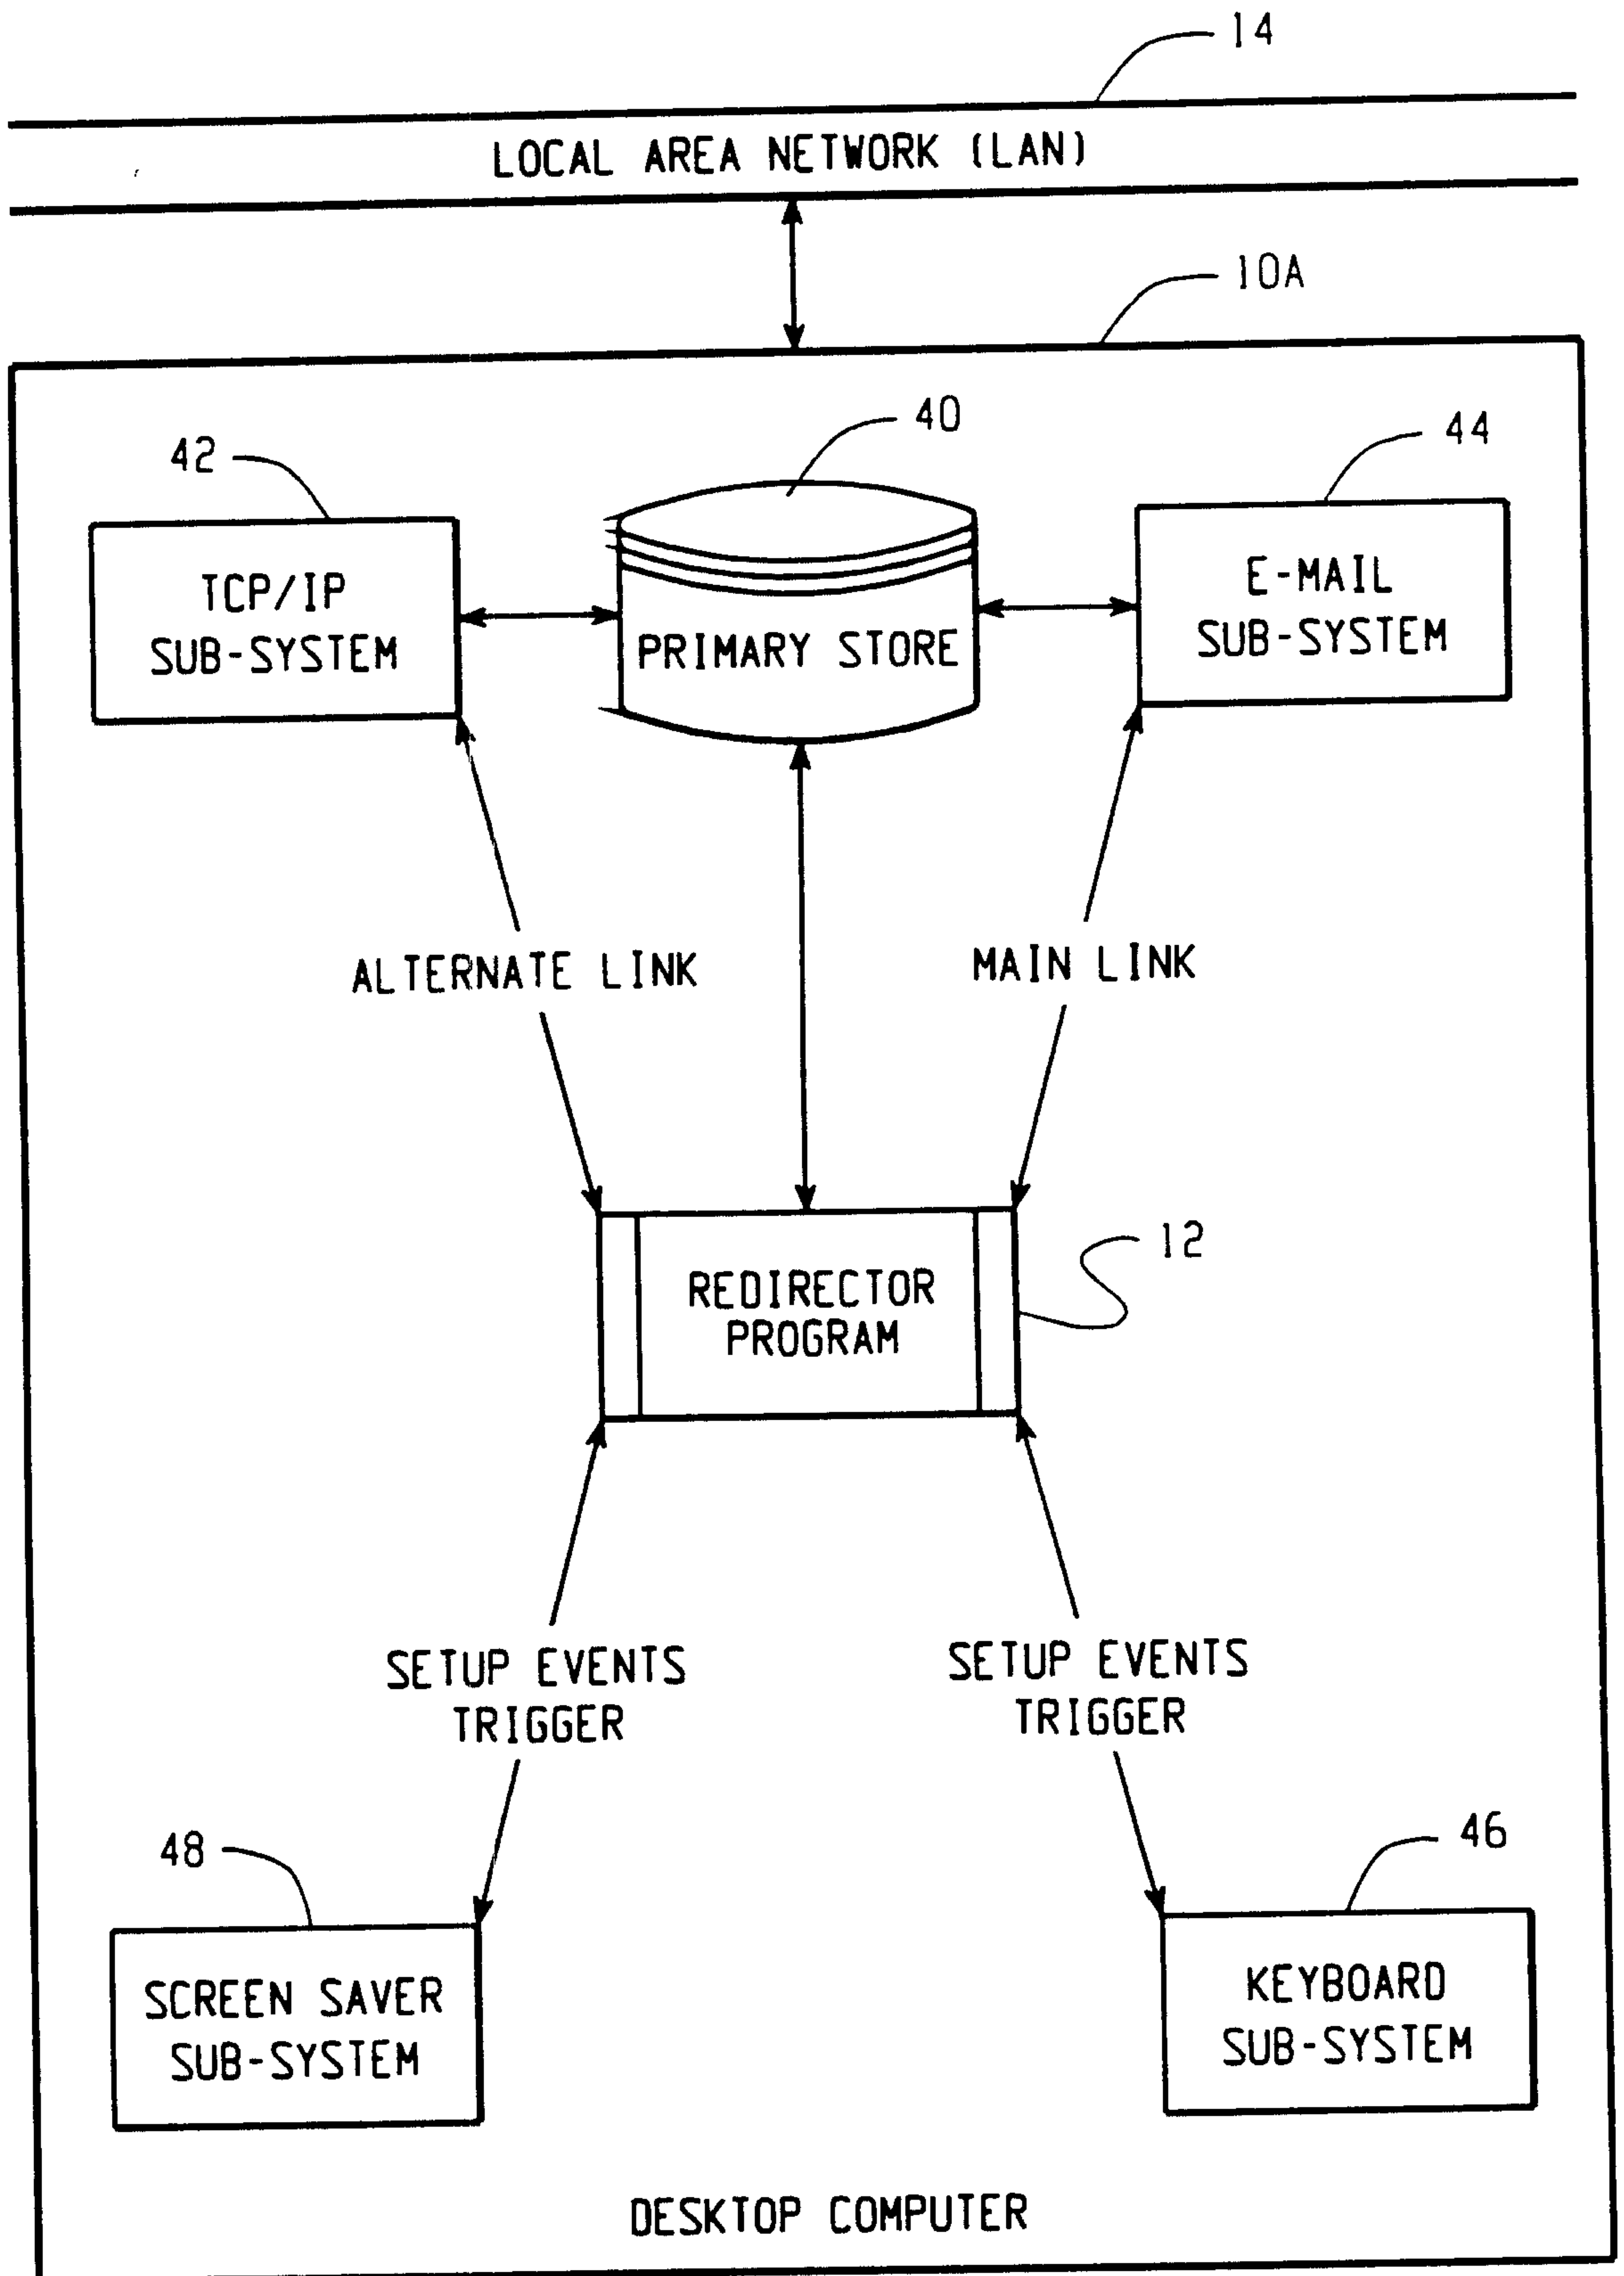 14
LOCAL AREA NETWORK (LAN)
10A
40
42
44
TCP/IP
SUB-SYSTEM
PRIMARY STORE
E-MAIL
SUB-SYSTEM
ALTERNATE LINK
MAIN LINK
12
REDIRECTOR
PROGRAM
SETUP EVENTS
TRIGGER
SETUP EVENTS
TRIGGER
48
46
SCREEN SAVER
SUB-SYSTEM
KEYBOARD
SUB-SYSTEM
DESKTOP COMPUTER